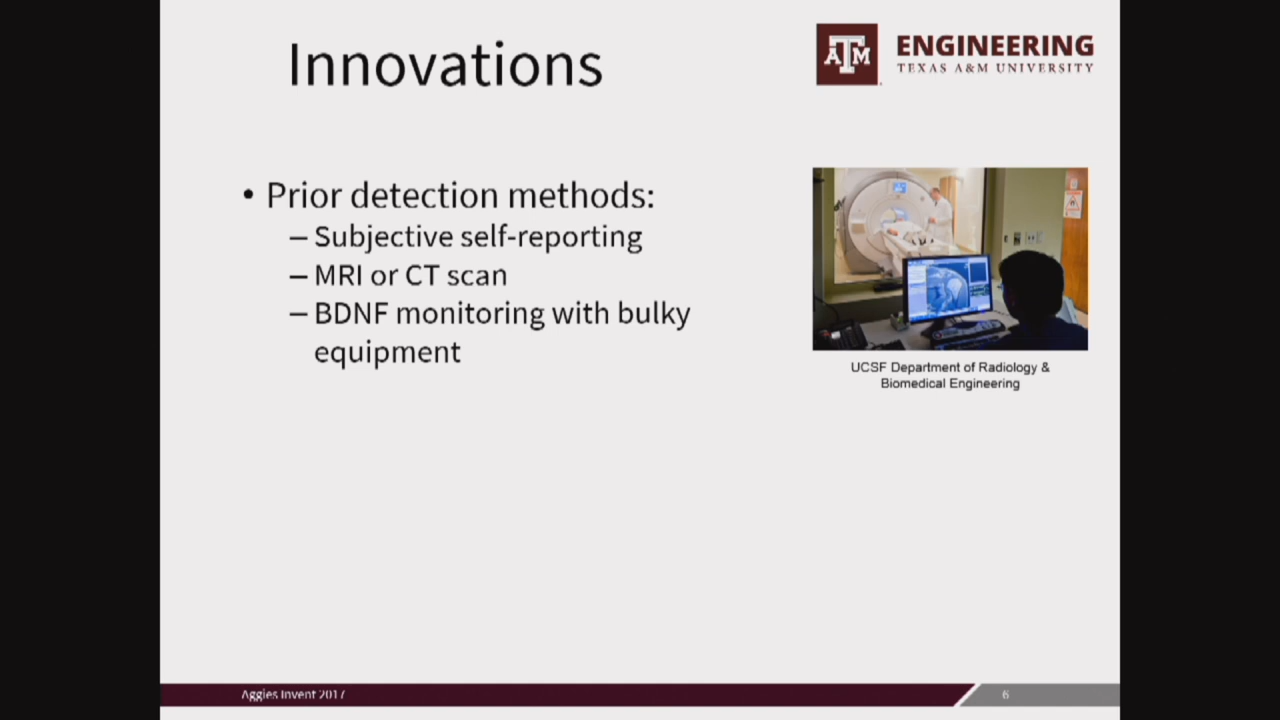 Innovations
ATM
ENGINEERING
TEXAS A&M UNIVERSITY
• Prior detection methods:
– Subjective self-reporting
– MRI or CT scan
– BDNF monitoring with bulky
equipment
UCSF Department of Radiology &
Biomedical Engineering
Aggies Invent 2017
6